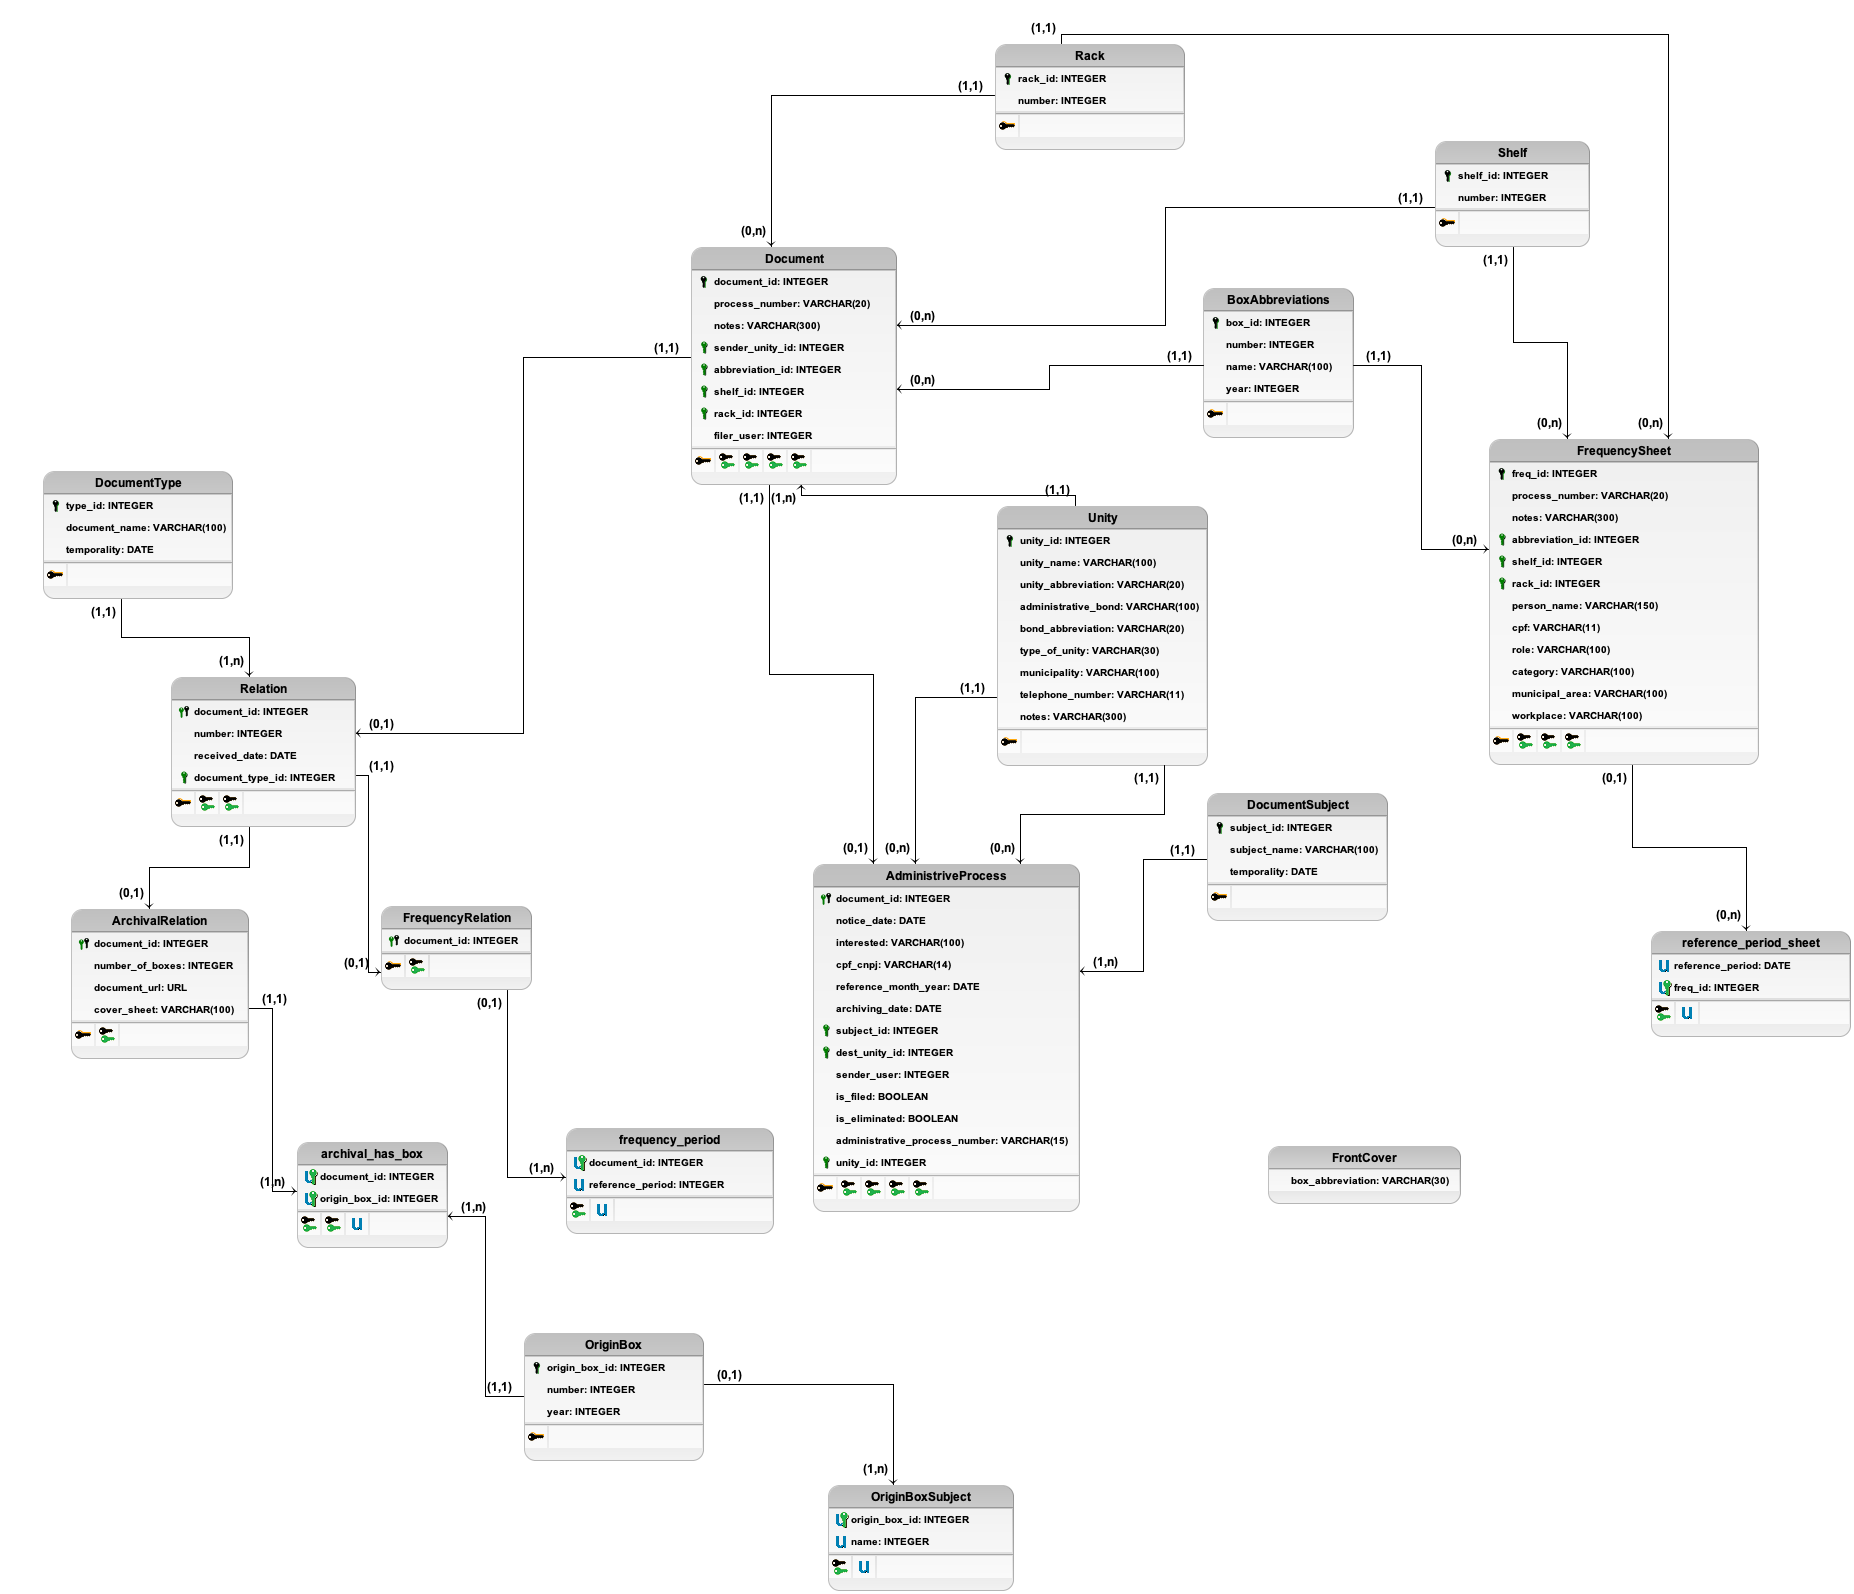 (1,1)
Rack
rack_id: INTEGER
number: INTEGER
(1,1)
Shelf
shelf_id: INTEGER
number: INTEGER
(1,1)
(1,1)
(0,n)
Document
document_id: INTEGER
process_number: VARCHAR(20)
notes: VARCHAR(300)
sender_unity_id: INTEGER
abbreviation_id: INTEGER
shelf_id: INTEGER
rack_id: INTEGER
filer_user: INTEGER
(1,1)
(0,n)
(0,n)
BoxAbbreviations
box_id: INTEGER
number: INTEGER
name: VARCHAR(100)
year: INTEGER
(1,1)
(1,1)
(0,n)
(0,n)
(0,n)
FrequencySheet
freq_id: INTEGER
process_number: VARCHAR(20)
notes: VARCHAR(300)
abbreviation_id: INTEGER
shelf_id: INTEGER
rack_id: INTEGER
person_name: VARCHAR(150)
cpf: VARCHAR(11)
role: VARCHAR(100)
category: VARCHAR(100)
municipal_area: VARCHAR(100)
workplace: VARCHAR(100)
(0,1)
DocumentType
type_id: INTEGER
document_name: VARCHAR(100)
temporality: DATE
(1,1)
(1,1)
(1,n)
(1,1)
Unity
unity_id: INTEGER
unity_name: VARCHAR(100)
unity_abbreviation: VARCHAR(20)
administrative_bond: VARCHAR(100)
bond_abbreviation: VARCHAR(20)
type_of_unity: VARCHAR(30)
municipality: VARCHAR(100)
telephone_number: VARCHAR(11)
notes: VARCHAR(300)
(1,1)
(1,1)
(1,n)
Relation
document_id: INTEGER
number: INTEGER
received_date: DATE
document_type_id: INTEGER
(0,1)
(1,1)
(1,1)
DocumentSubject
subject_id: INTEGER
subject_name: VARCHAR(100)
temporality: DATE
(1,1)
(0,1)
(0,n)
(0,n)
AdministriveProcess
document_id: INTEGER
notice_date: DATE
interested: VARCHAR(100)
cpf_cnpj: VARCHAR(14)
reference_month_year: DATE
archiving_date: DATE
subject_id: INTEGER
dest_unity_id: INTEGER
sender_user: INTEGER
is_filed: BOOLEAN
is_eliminated: BOOLEAN
administrative_process_number: VARCHAR(15)
unity_id: INTEGER
(1,n)
(0,1)
ArchivalRelation
document_id: INTEGER
number_of_boxes: INTEGER
document_url: URL
cover_sheet: VARCHAR(100)
(1,1)
FrequencyRelation
document_id: INTEGER
(0,1)
(0,1)
(0,n)
reference_period_sheet
reference_period: DATE
freq_id: INTEGER
U
U
archival_has_box
document_id: INTEGER
origin_box_id: INTEGER
U
(1,n)
(1,n)
(1,n)
frequency_period
document_id: INTEGER
reference_period: INTEGER
U
U
FrontCover
box_abbreviation: VARCHAR(30)
OriginBox
origin_box_id: INTEGER
number: INTEGER
year: INTEGER
(1,1)
(0,1)
(1,n)
OriginBoxSubject
origin_box_id: INTEGER
name: INTEGER
U
U